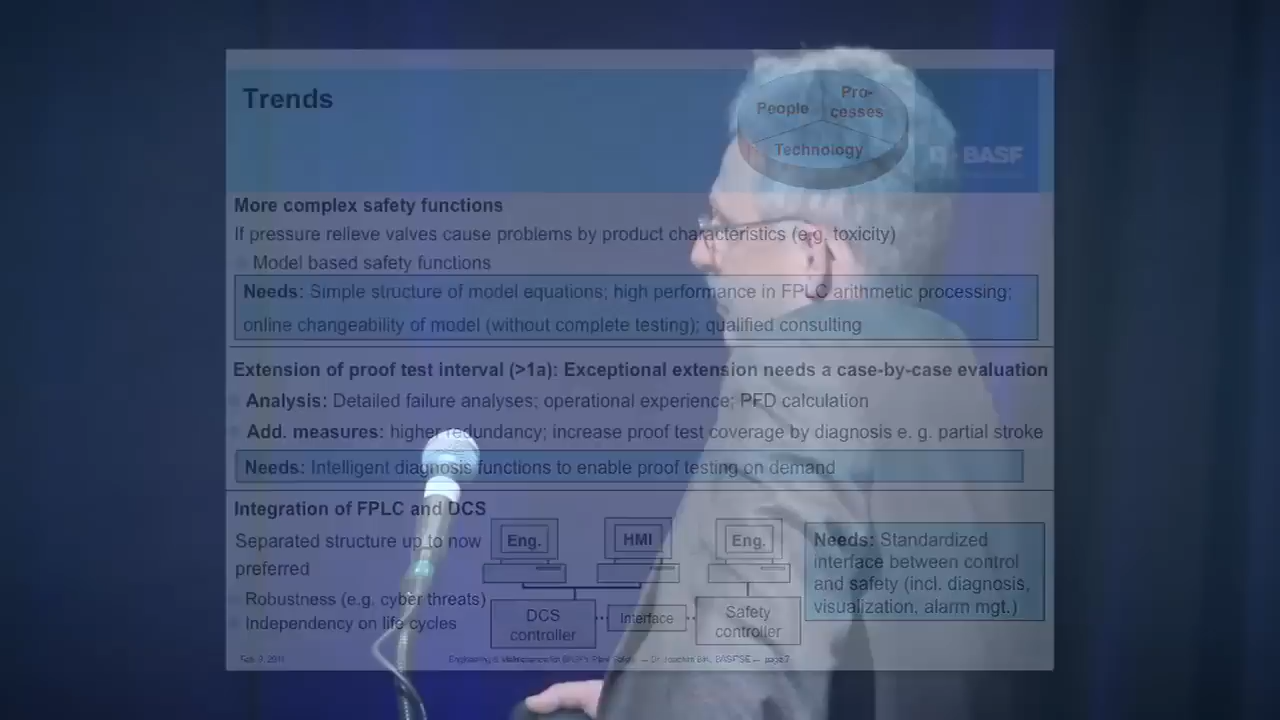 Trends
People
Pro-
cesses
Technology
BASF
More complex safety functions
If pressure relieve valves cause problems by product characteristics (e.g. toxicity)
Model based safety functions
Needs: Simple structure of model equations; high performance in FPLC arithmetic processing;
online changeability of model (without complete testing); qualified consulting
Extension of proof test interval (>1a): Exceptional extension needs a case-by-case evaluation
Analysis: Detailed failure analyses; operational experience; PFD calculation
Add. measures: higher redundancy; increase proof test coverage by diagnosis e. g. partial stroke
Needs: Intelligent diagnosis functions to enable proof testing on demand
Integration of FPLC and DCS
Separated structure up to now
preferred
Robustness (e.g. cyber threats)
Independency on life cycles
Eng.
HMI
Eng.
DCS
controller
Interface
Safety
controller
Needs: Standardized
interface between control
and safety (incl. diagnosis,
visualization, alarm mgt.)
BASF SE — page 7